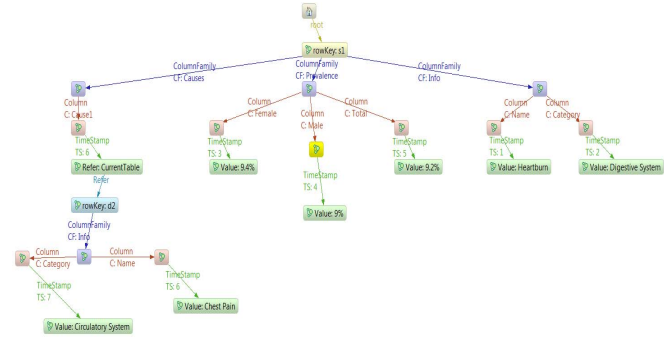 root
rowKey: s1
ColumnFamily
CF: Causes
ColumnFamily
CF: Prevalence
ColumnFamily
CF: Info
Column
C: Cause1
Column
C: Female
Column
C: Male
Column
C: Total
Column
C: Name
Column
C: Category
TimeStamp
TS: 6
TimeStamp
TS: 3
TimeStamp
TS: 4
TimeStamp
TS: 5
TimeStamp
TS: 1
TimeStamp
TS: 2
Refer: CurrentTable
Value: 9.4%
Value: 9%
Value: 9.2%
Value: Heartburn
Value: Digestive System
Refer
rowKey: d2
ColumnFamily
CF: Info
Column
C: Category
Column
C: Name
TimeStamp
TS: 7
TimeStamp
TS: 6
Value: Chest Pain
Value: Circulatory System